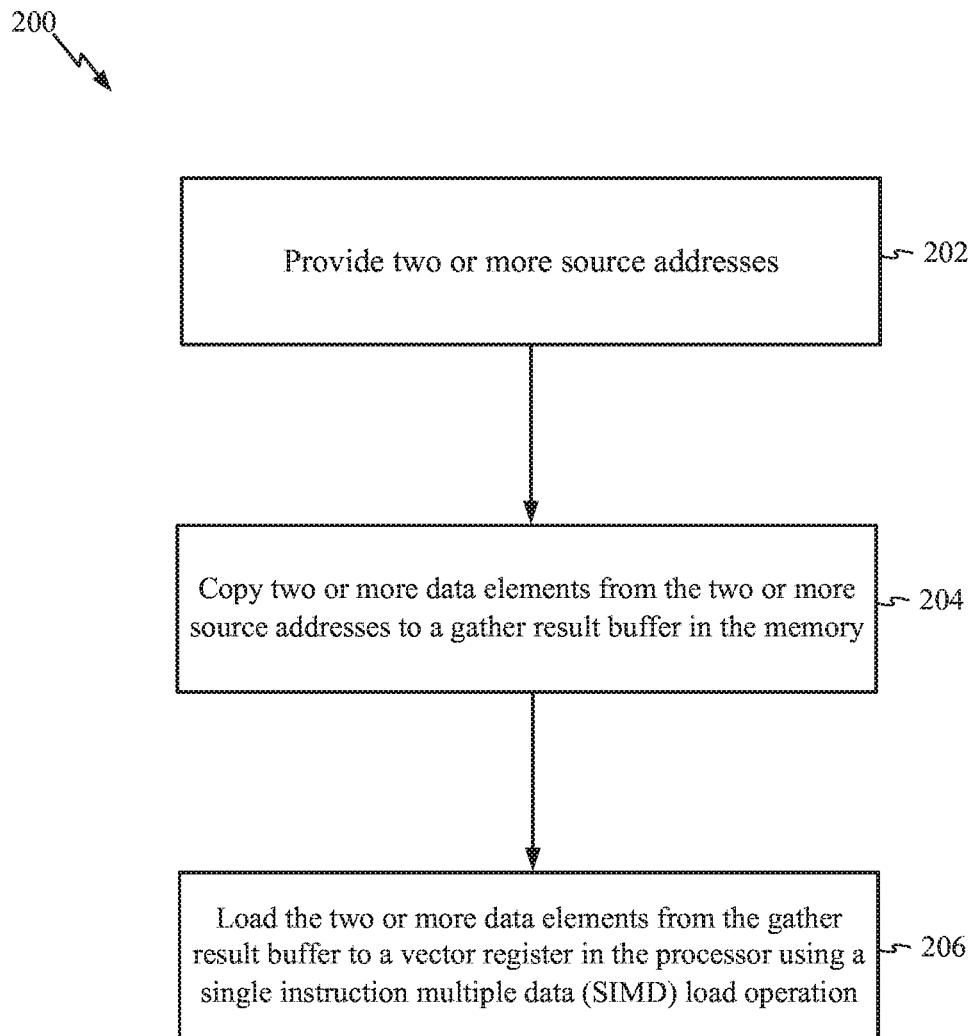 200
Provide two or more source addresses
202
Copy two or more data elements from the two or more
source addresses to a gather result buffer in the memory
204
Load the two or more data elements from the gather
result buffer to a vector register in the processor using a
single instruction multiple data (SIMD) load operation
206